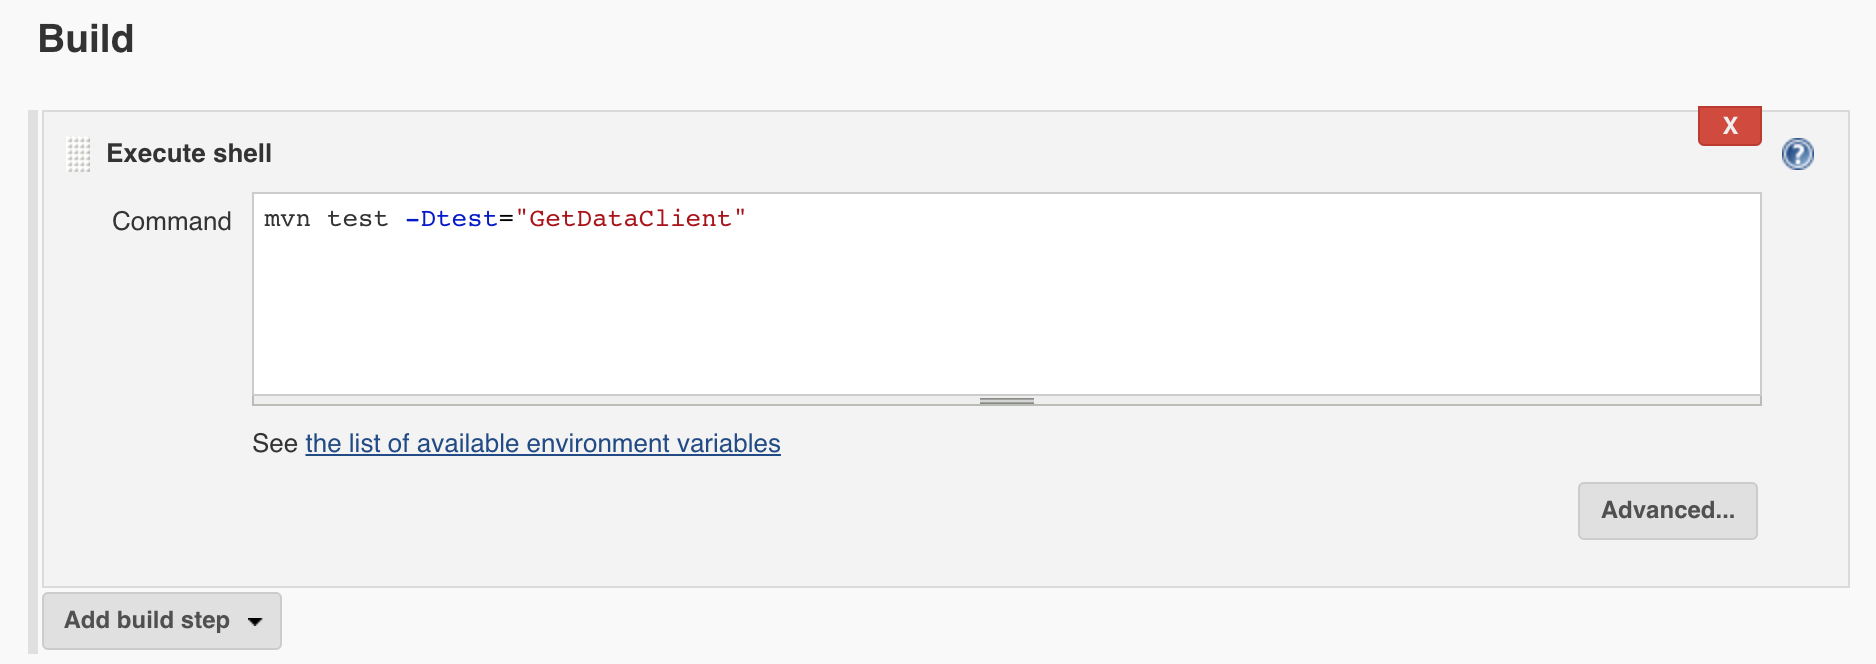 Build
X
Execute shell
?
Command
mvn test -Dtest="GetDataClient"
See the list of available environment variables
Advanced...
Add build step